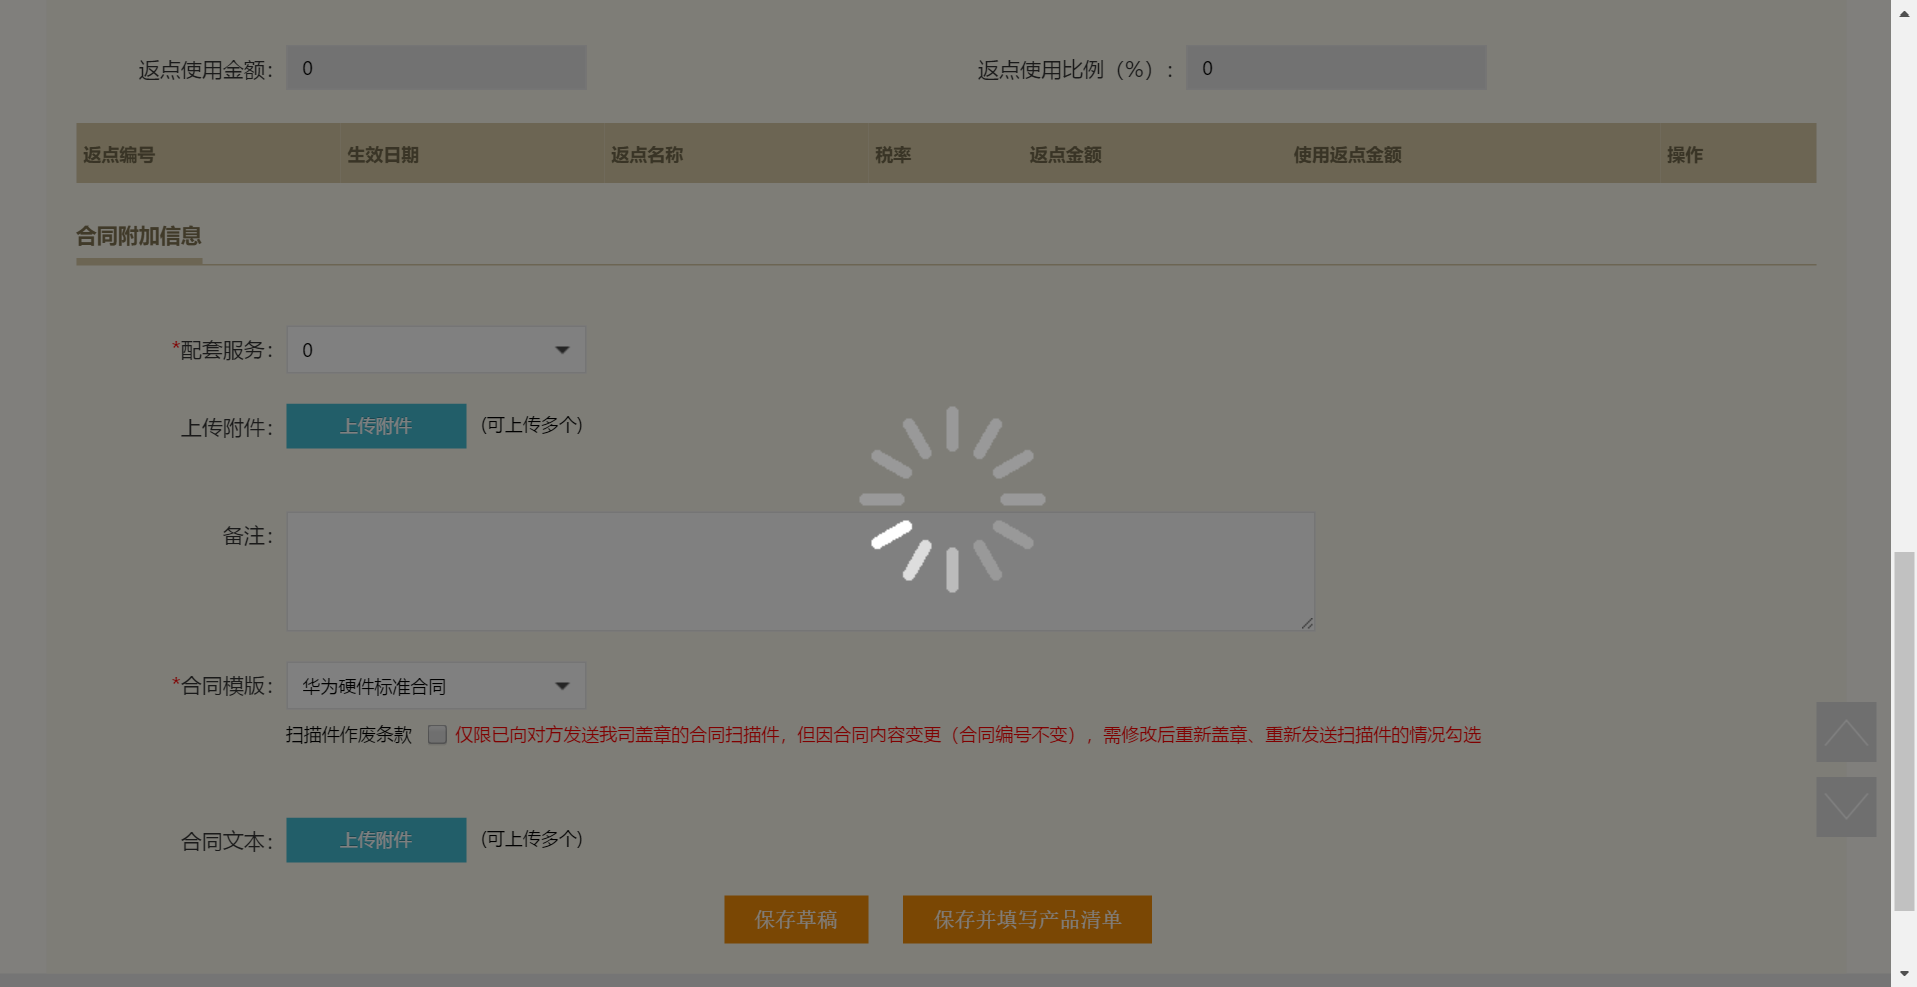 返点使用金额： 0 返点使用比例（%）： 0
返点编号 生效日期 返点名称 税率 返点金额 使用返点金额 操作
合同附加信息
*配套服务： 0
上传附件： 上传附件 (可上传多个)
备注：
*合同模版： 华为硬件标准合同
扫描件作废条款 仅限已向对方发送我司盖章的合同扫描件，但因合同内容变更（合同编号不变），需修改后重新盖章、重新发送扫描件的情况勾选
合同文本： 上传附件 (可上传多个)
保存草稿 保存并填写产品清单